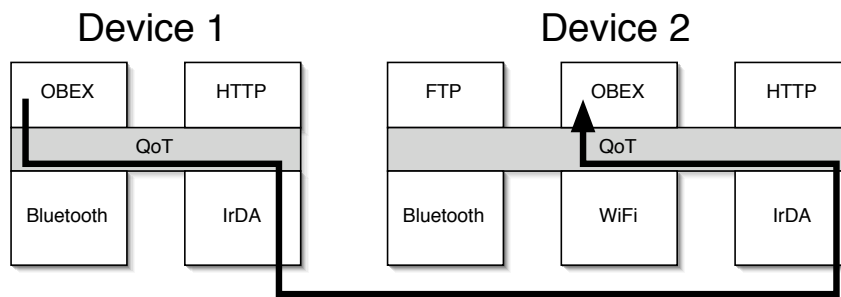 Device 1 Device 2
OBEX HTTP FTP OBEX HTTP
QoT QoT
Bluetooth IrDA Bluetooth WiFi IrDA